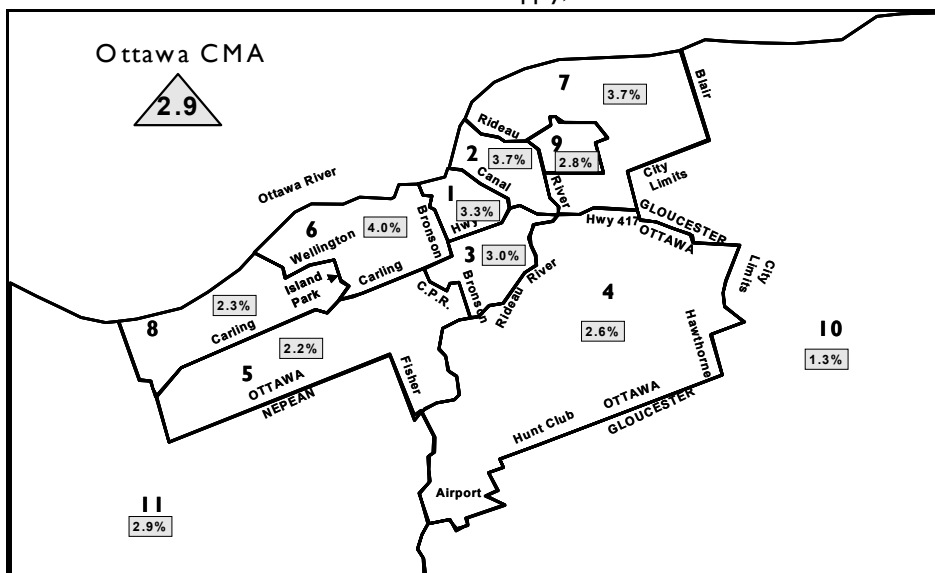 Ottawa CMA
2.9
7
3.7%
Blair
Rideau
9
2.8%
2
3.7%
City
Limits
Canal
River
Ottawa River
1
3.3%
Hwy
Bronson
Hwy 417
GLOUCESTER
OTTAWA
6
4.0%
Wellington
3
3.0%
Island
Park
Carling
C.P.R.
Bronson
Rideau River
City
Limits
4
2.6%
8
2.3%
Carling
Hawthorne
10
1.3%
5
2.2%
OTTAWA
NEPEAN
Fisher
Hunt Club
OTTAWA
GLOUCESTER
Airport
11
2.9%